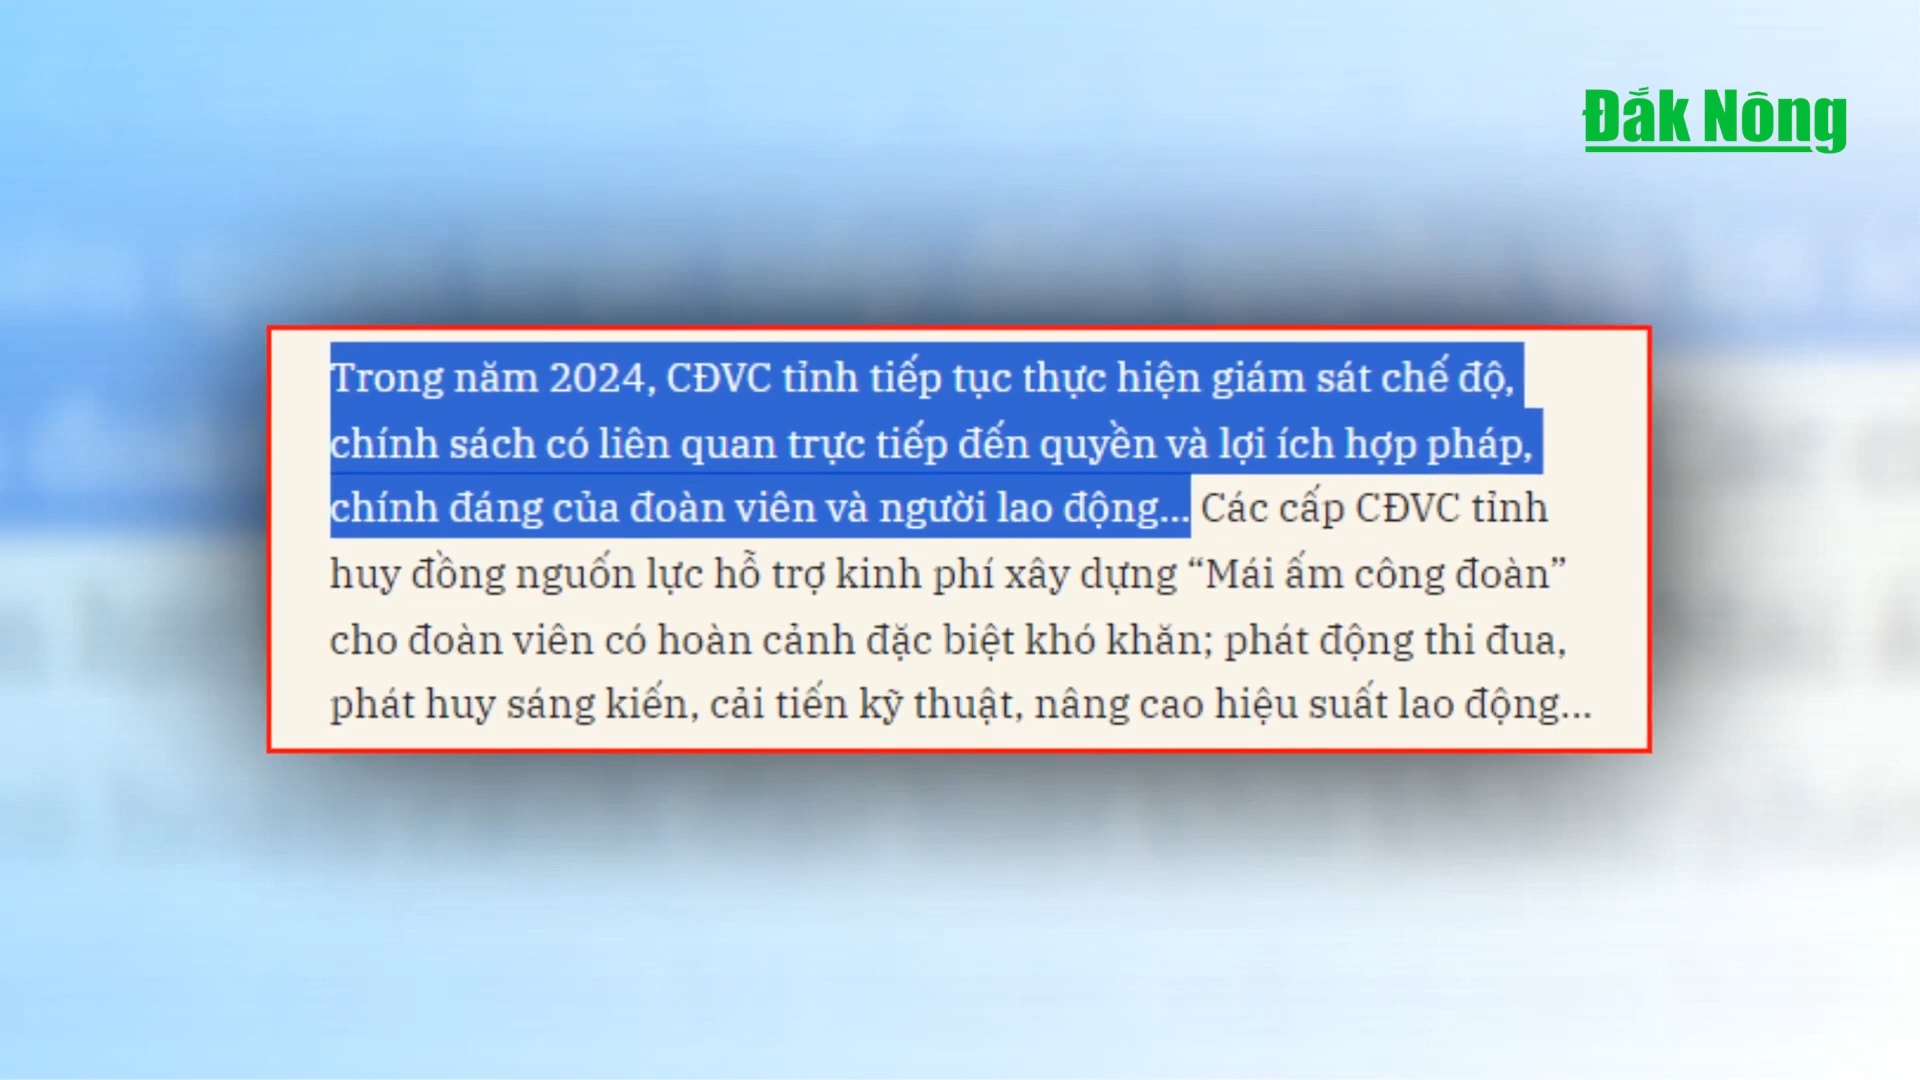 Đắk Nông
Trong năm 2024, CĐVC tỉnh tiếp tục thực hiện giám sát chế độ,
chính sách có liên quan trực tiếp đến quyền và lợi ích hợp pháp,
chính đáng của đoàn viên và người lao động... Các cấp CĐVC tỉnh
huy đồng nguốn lực hỗ trợ kinh phí xây dựng “Mái ấm công đoàn”
cho đoàn viên có hoàn cảnh đặc biệt khó khăn; phát động thi đua,
phát huy sáng kiến, cải tiến kỹ thuật, nâng cao hiệu suất lao động...